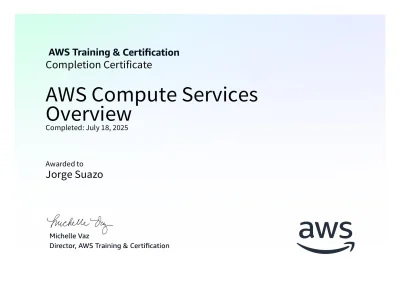 AWS Training & Certification
Completion Certificate
AWS Compute Services
Overview
Completed: July 18, 2025
Awarded to
Jorge Suazo
Michelle Vaz
Michelle Vaz
Director, AWS Training & Certification
aws